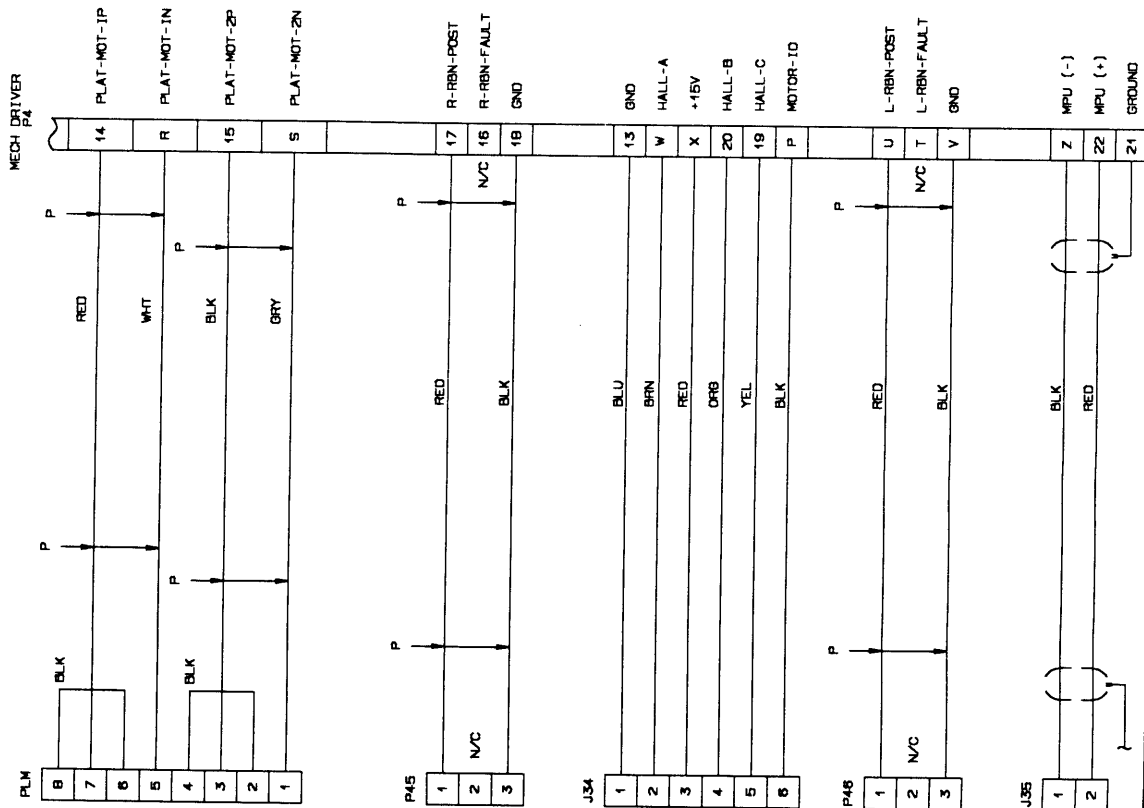 MECH DRIVER
P4
PLM
8
BLK
7 RED 14 PLAT-MOT-1P
6
P P
5 WHT R PLAT-MOT-1N
4
BLK
3 BLK 15 PLAT-MOT-2P
2
P P
1 GRY S PLAT-MOT-2N
P45
P P
1 RED 17 R-RBN-POST
2 N/C N/C 16 R-RBN-FAULT
3 BLK 18 GND
J34
1 BLU 13 GND
2 BRN W HALL-A
3 RED X +15V
4 ORG 20 HALL-B
5 YEL 19 HALL-C
6 BLK P MOTOR-IO
P46
P P
1 RED U L-RBN-POST
2 N/C N/C T L-RBN-FAULT
3 BLK V GND
J35
1 BLK Z MPU (-)
2 RED 22 MPU (+)
21 GROUND